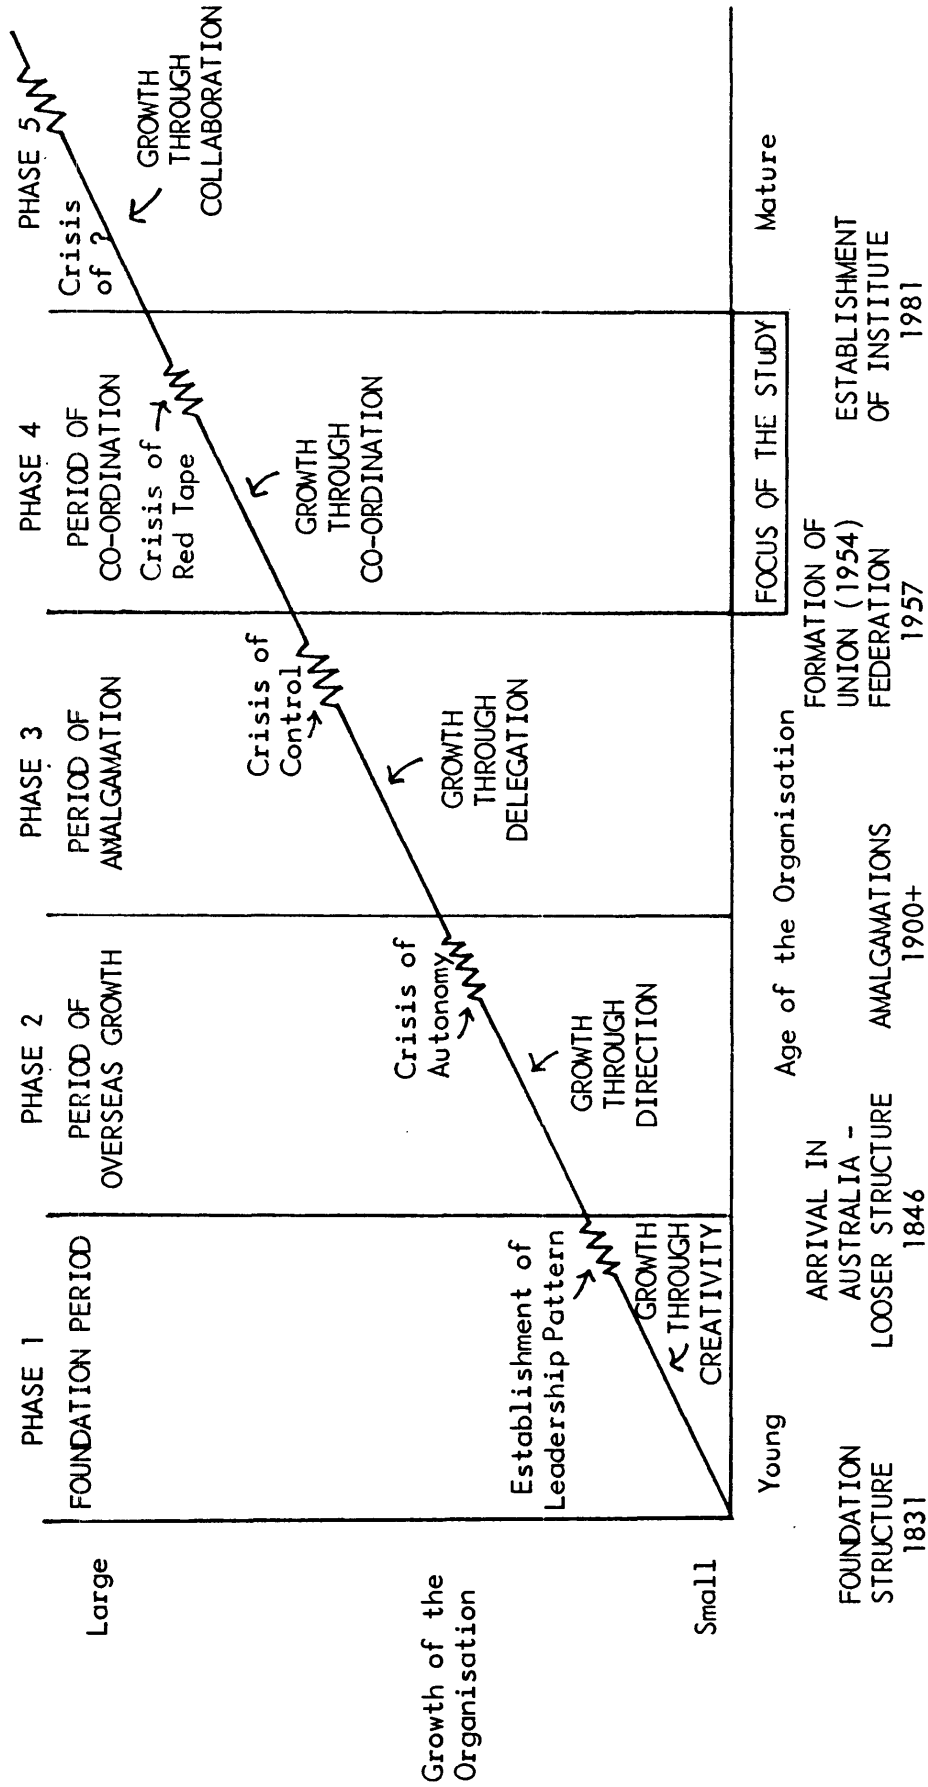 PHASE 1
FOUNDATION PERIOD
PHASE 2
PERIOD OF
OVERSEAS GROWTH
PHASE 3
PERIOD OF
AMALGAMATION
PHASE 4
PERIOD OF
CO-ORDINATION
PHASE 5
Large
Growth of the
Organisation
Small
Establishment of
Leadership Pattern
GROWTH
THROUGH
CREATIVITY
Crisis of
Autonomy
GROWTH
THROUGH
DIRECTION
Crisis of
Control
GROWTH
THROUGH
DELEGATION
Crisis of
Red Tape
GROWTH
THROUGH
CO-ORDINATION
Crisis
of ?
GROWTH
THROUGH
COLLABORATION
Young
Age of the Organisation
FOCUS OF THE STUDY
Mature
FOUNDATION
STRUCTURE
1831
ARRIVAL IN
AUSTRALIA -
LOOSER STRUCTURE
1846
AMALGAMATIONS
1900+
FORMATION OF
UNION (1954)
FEDERATION
1957
ESTABLISHMENT
OF INSTITUTE
1981